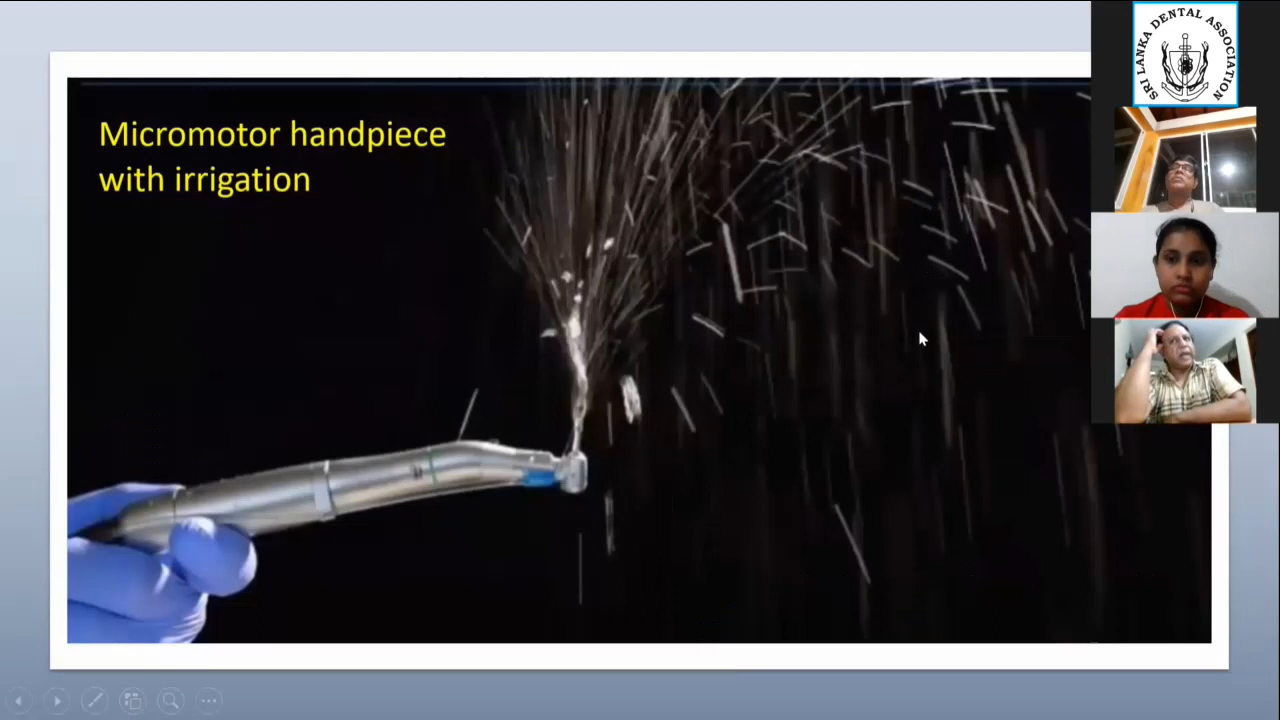 Micromotor handpiece
with irrigation
SRI LANKA DENTAL ASSOCIATION